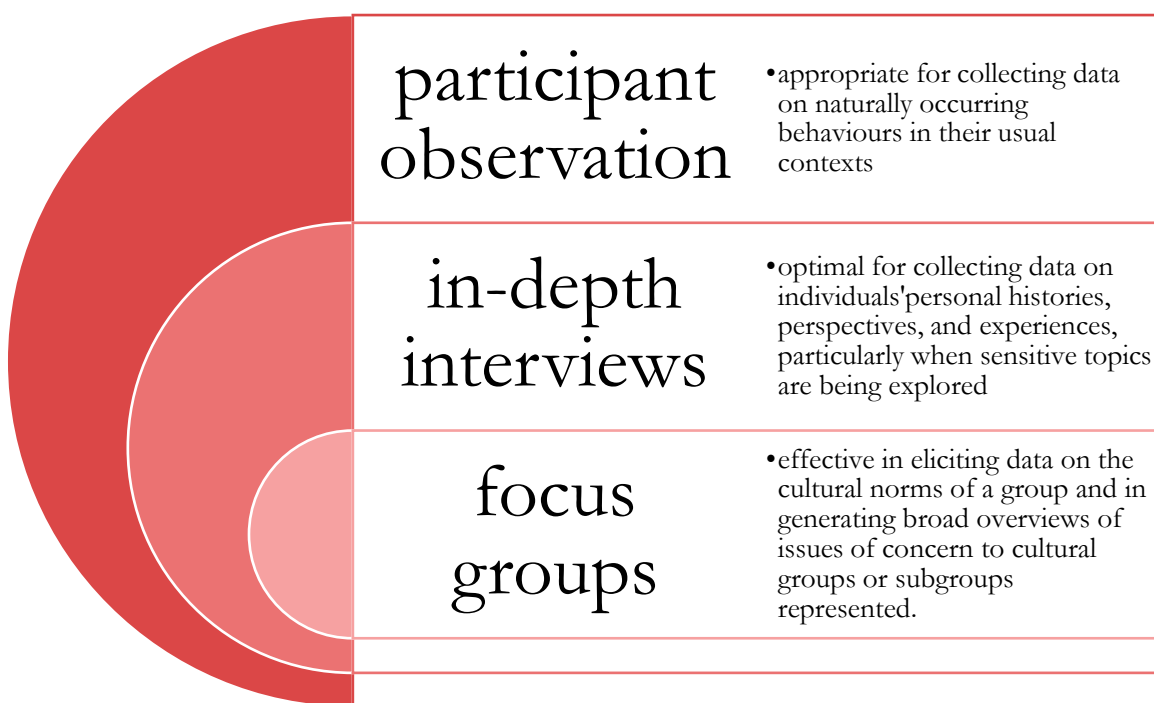 participant
observation
•appropriate for collecting data
on naturally occurring
behaviours in their usual
contexts
in-depth
interviews
•optimal for collecting data on
individuals'personal histories,
perspectives, and experiences,
particularly when sensitive topics
are being explored
focus
groups
•effective in eliciting data on the
cultural norms of a group and in
generating broad overviews of
issues of concern to cultural
groups or subgroups
represented.